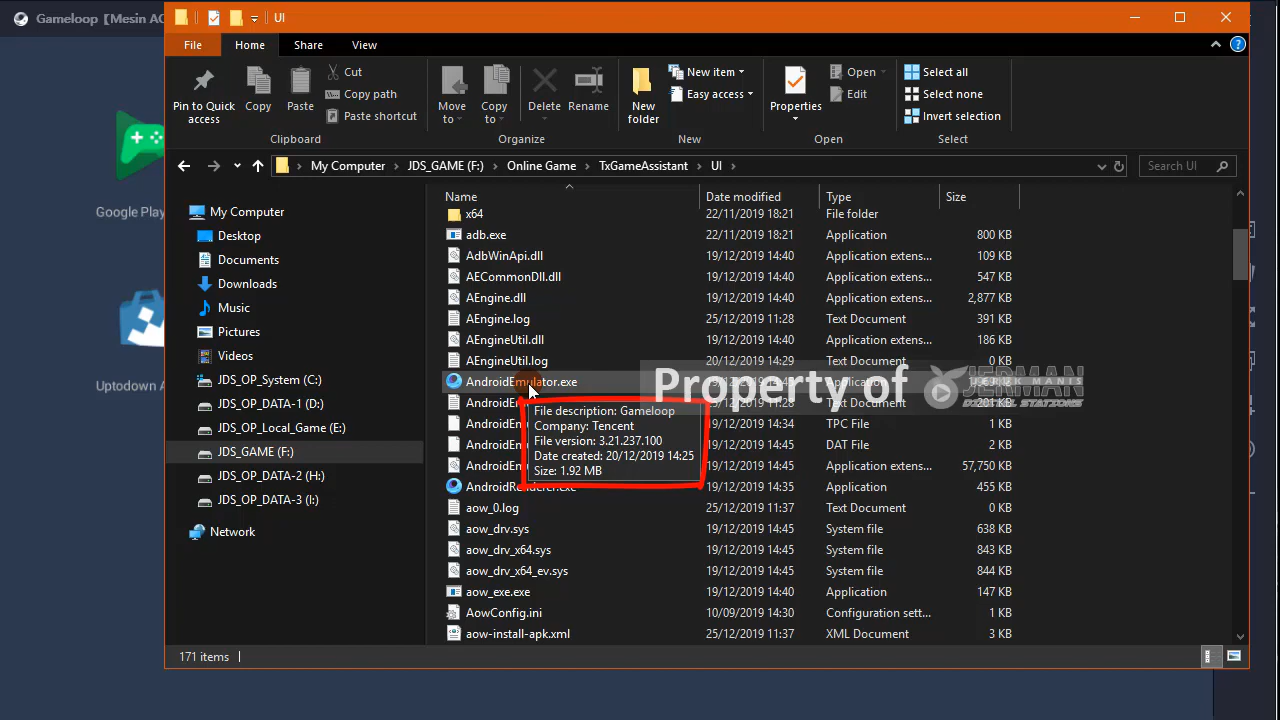 Gameloop【Mesin AO
UI
File
Home
Share
View
Pin to Quick access
Copy
Paste
Cut
Copy path
Paste shortcut
Move to
Copy to
Delete
Rename
New folder
New item
Easy access
Properties
Open
Edit
Select all
Select none
Invert selection
Clipboard
Organize
New
Open
Select
My Computer
JDS_GAME (F:)
Online Game
TxGameAssistant
UI
Search UI
Google Play
Uptodown A
My Computer
Desktop
Documents
Downloads
Music
Pictures
Videos
JDS_OP_System (C:)
JDS_OP_DATA-1 (D:)
JDS_OP_Local_Game (E:)
JDS_GAME (F:)
JDS_OP_DATA-2 (H:)
JDS_OP_DATA-3 (I:)
Network
Name Date modified Type Size
x64 22/11/2019 18:21 File folder
adb.exe 22/11/2019 18:21 Application 800 KB
AdbWinApi.dll 19/12/2019 14:40 Application extens... 109 KB
AECommonDll.dll 19/12/2019 14:40 Application extens... 547 KB
AEngine.dll 19/12/2019 14:40 Application extens... 2,877 KB
AEngine.log 25/12/2019 11:28 Text Document 391 KB
AEngineUtil.dll 19/12/2019 14:40 Application extens... 186 KB
AEngineUtil.log 20/12/2019 14:29 Text Document
AndroidEmulator.exe
Property of JERMAN MANIS DIGITAL STATIONS
File description: Gameloop
Company: Tencent
File version: 3.21.237.100
Date created: 20/12/2019 14:25
Size: 1.92 MB
AndroidEm 11:28 Text Document
AndroidEm 19/12/2019 14:34 TPC File 1 KB
AndroidEm 19/12/2019 14:45 DAT File 2 KB
AndroidEm 19/12/2019 14:45 Application extens... 57,750 KB
AndroidRenderer.exe 19/12/2019 14:35 Application 455 KB
aow_0.log 25/12/2019 11:37 Text Document 0 KB
aow_drv.sys 19/12/2019 14:45 System file 638 KB
aow_drv_x64.sys 19/12/2019 14:45 System file 843 KB
aow_drv_x64_ev.sys 19/12/2019 14:45 System file 844 KB
aow_exe.exe 19/12/2019 14:40 Application 147 KB
AowConfig.ini 10/09/2019 14:30 Configuration sett... 1 KB
aow-install-apk.xml 25/12/2019 11:37 XML Document 3 KB
171 items